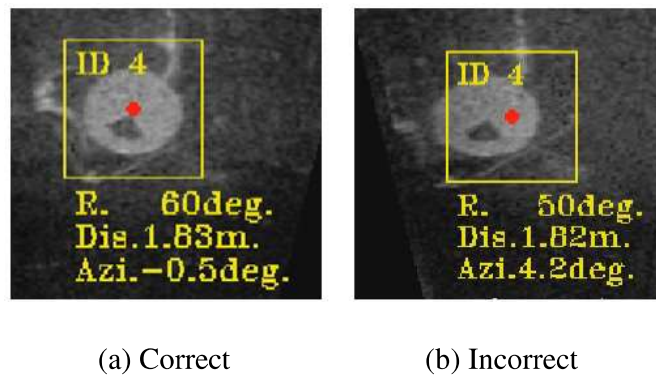 ID 4
R. 60deg.
Dis.1.83m.
Azi.-0.5deg.
ID 4
R. 50deg.
Dis.1.82m.
Azi.4.2deg.
(a) Correct
(b) Incorrect